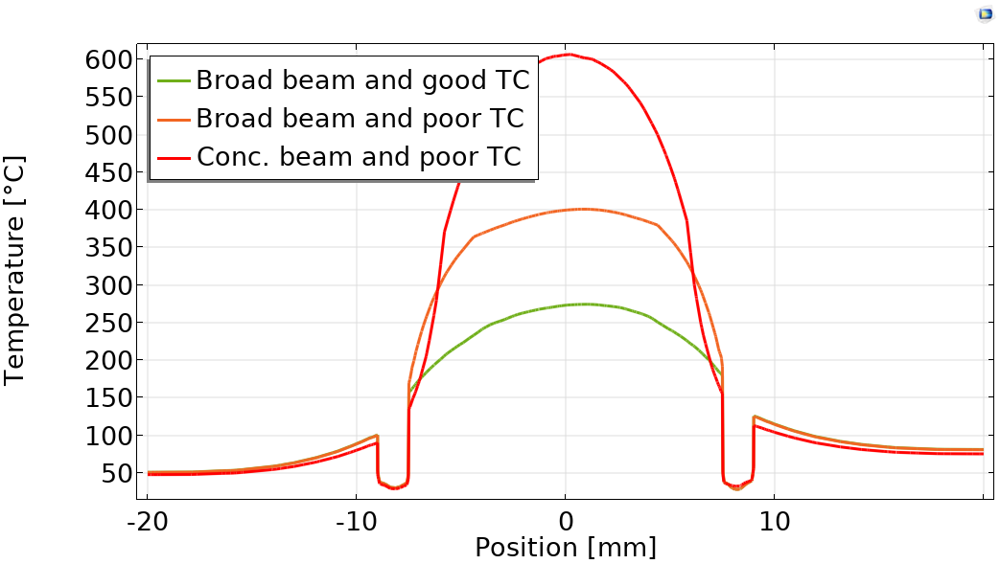 Temperature [°C]
600
550
500
450
400
350
300
250
200
150
100
50
Broad beam and good TC
Broad beam and poor TC
Conc. beam and poor TC
-20 -10 0 10
Position [mm]